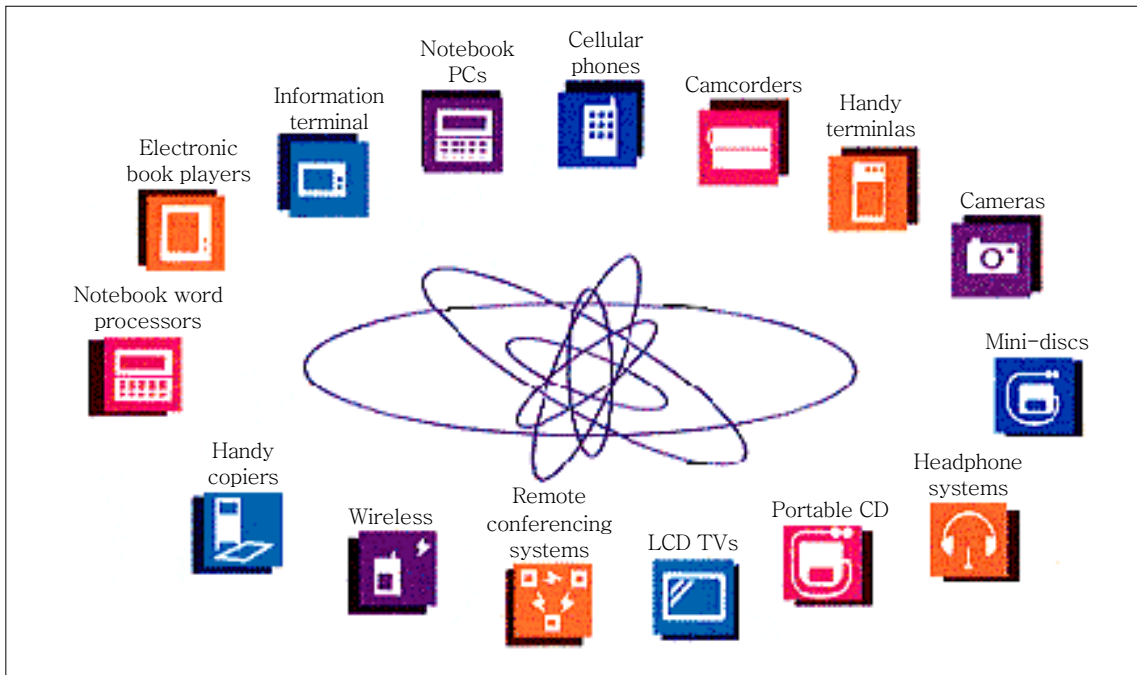 Notebook
PCs
Cellular
phones
Information
terminal
Camcorders
Handy
terminlas
Electronic
book players
Cameras
Notebook word
processors
Mini-discs
Handy
copiers
Headphone
systems
Wireless
Remote
conferencing
systems
LCD TVs
Portable CD